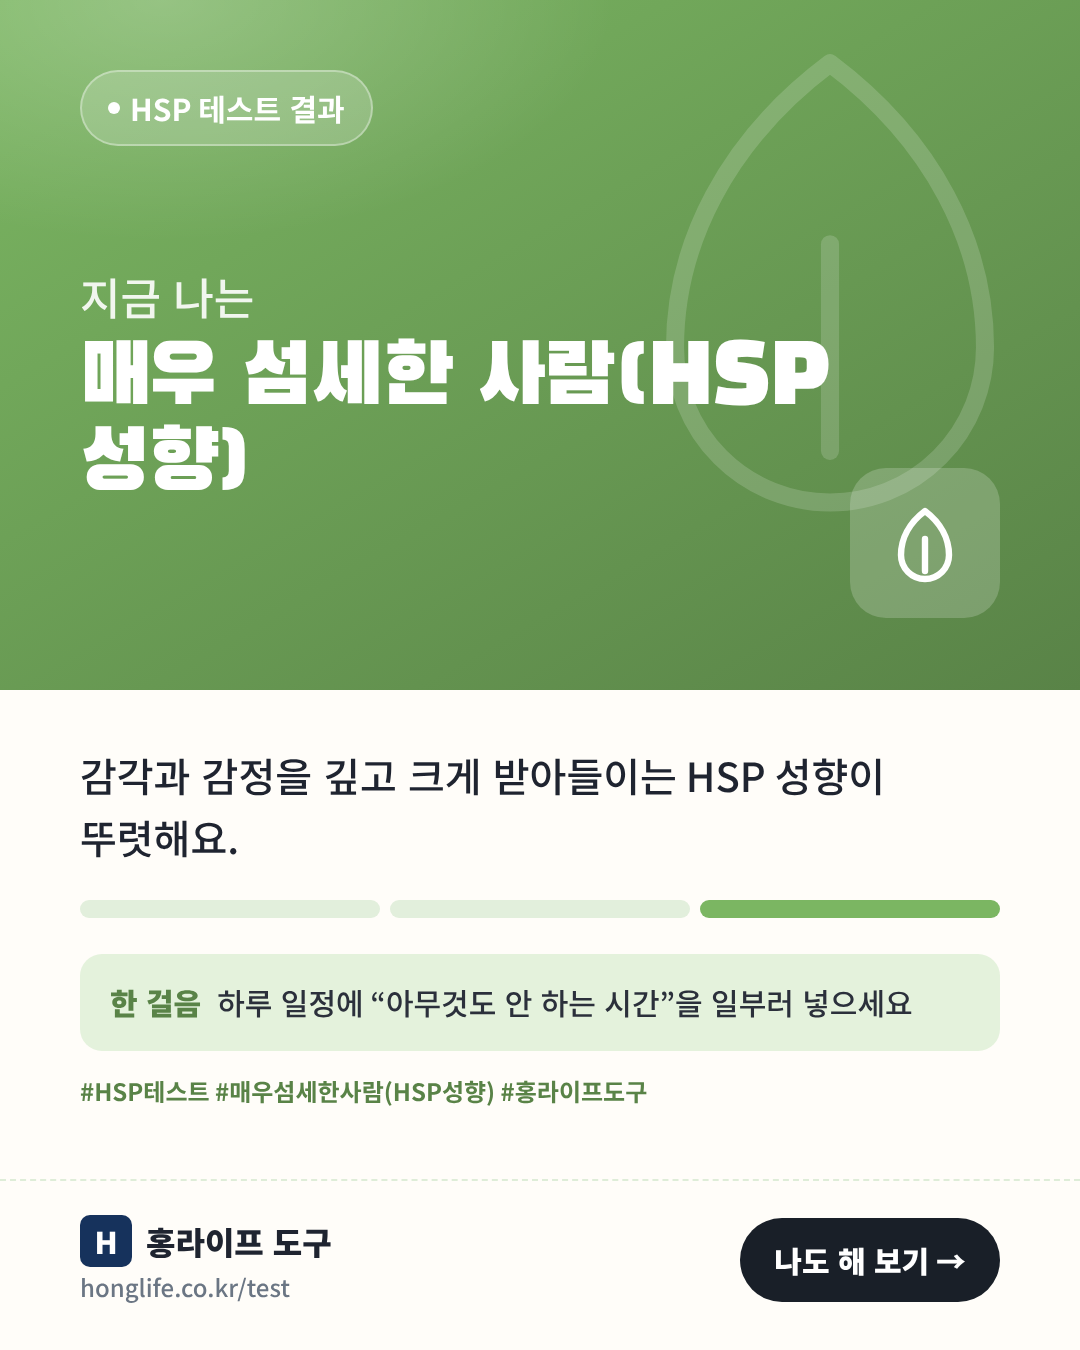 HSP 테스트 결과
지금 나는
매우 섬세한 사람(HSP
성향)
감각과 감정을 깊고 크게 받아들이는 HSP 성향이
뚜렷해요.
한 걸음 하루 일정에 “아무것도 안 하는 시간”을 일부러 넣으세요
#HSP테스트 #매우섬세한사람(HSP성향) #홍라이프도구
H 홍라이프 도구
honglife.co.kr/test
나도 해 보기 →